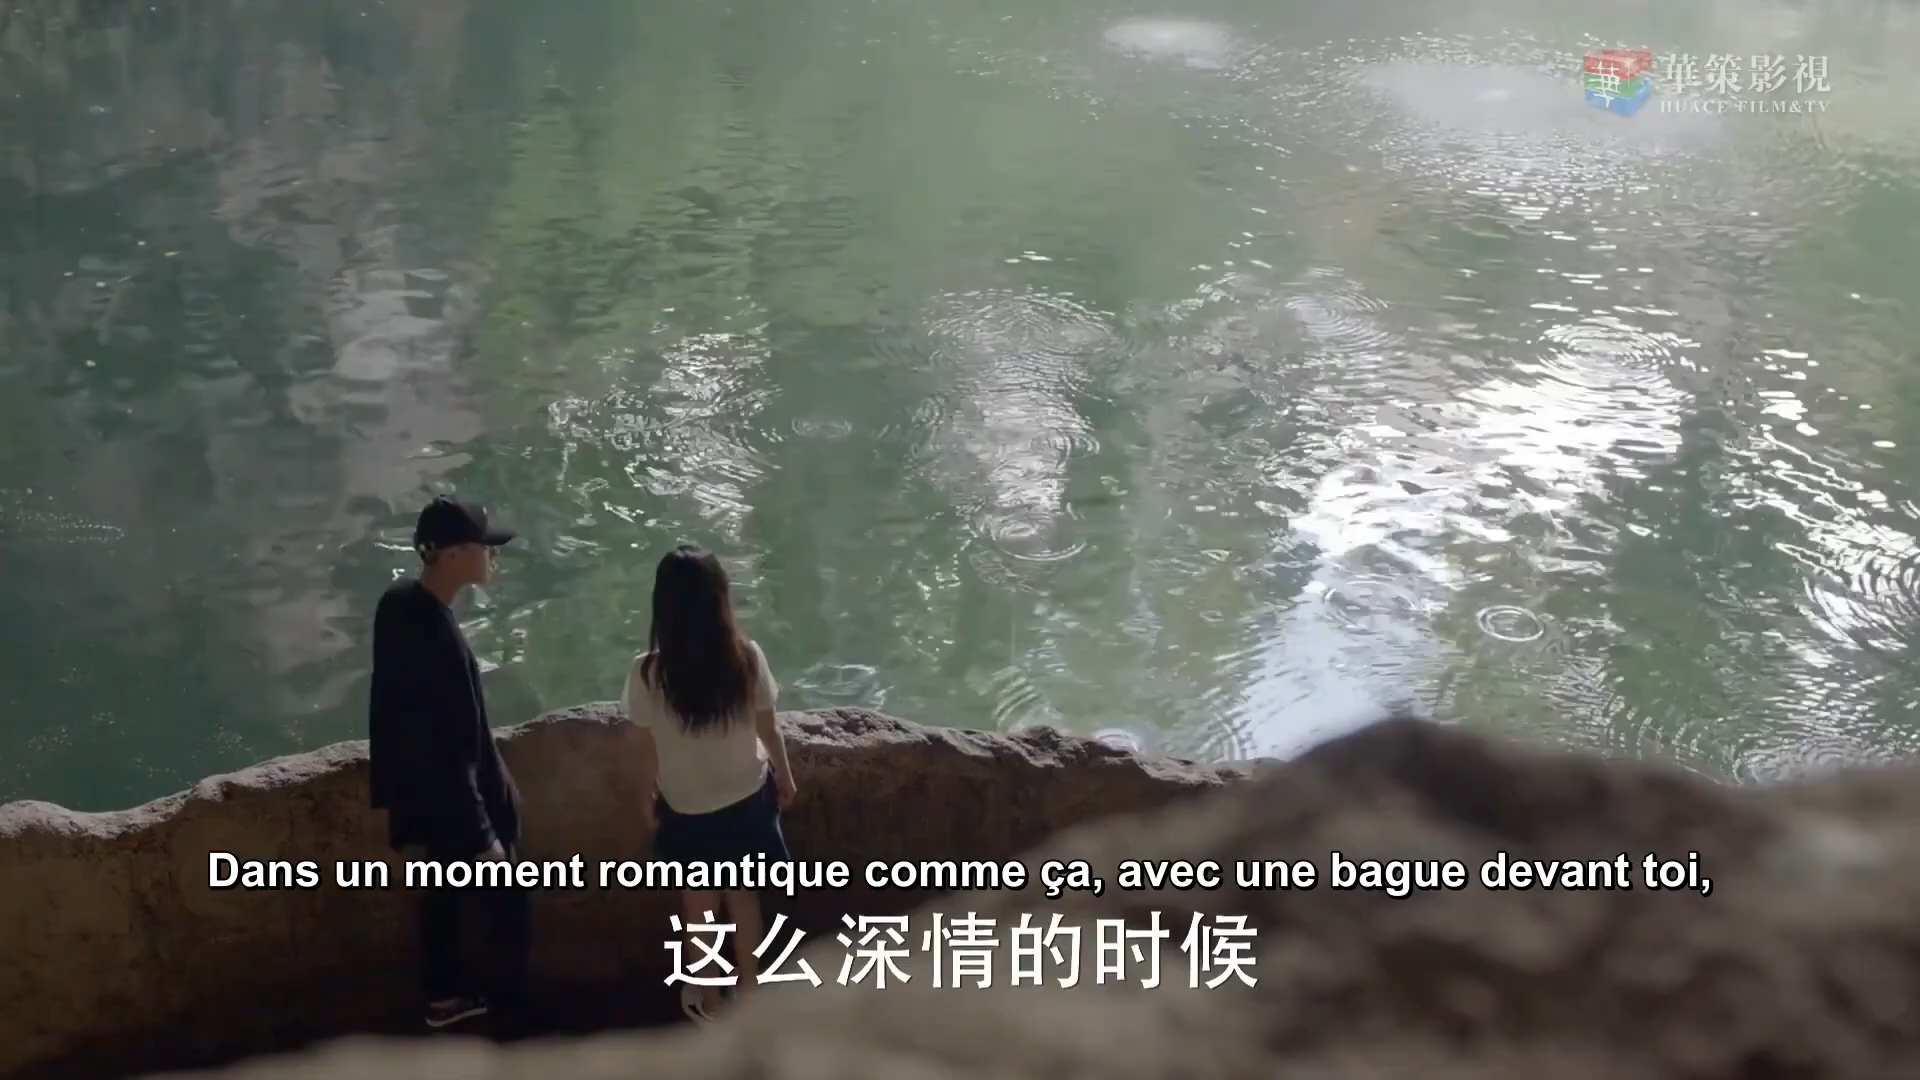 華策影視
HUACE FILM&TV
Dans un moment romantique comme ça, avec une bague devant toi,
这么深情的时候